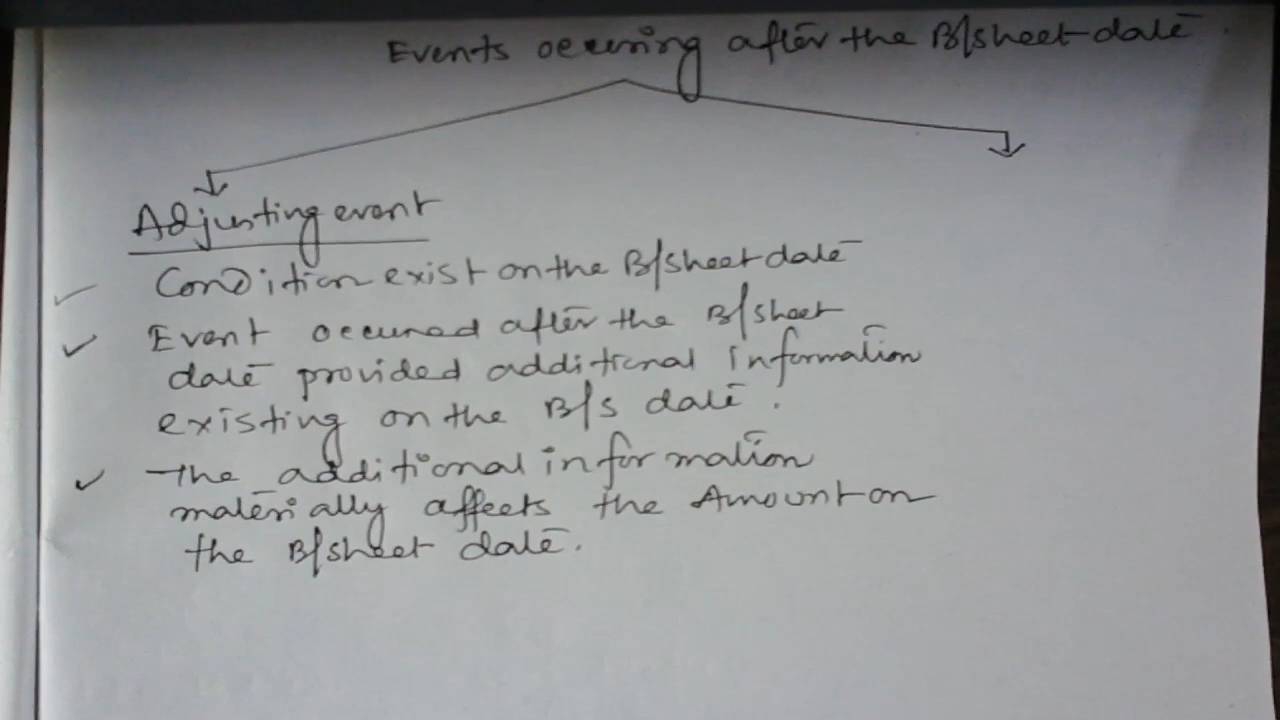 Events occuring after the B/sheet date.
Adjusting event
Condition exist on the B/sheet date
Event occured after the B/sheet
date provided additional information
existing on the B/s date.
The additional information
materially affects the Amount on
the B/sheet date.